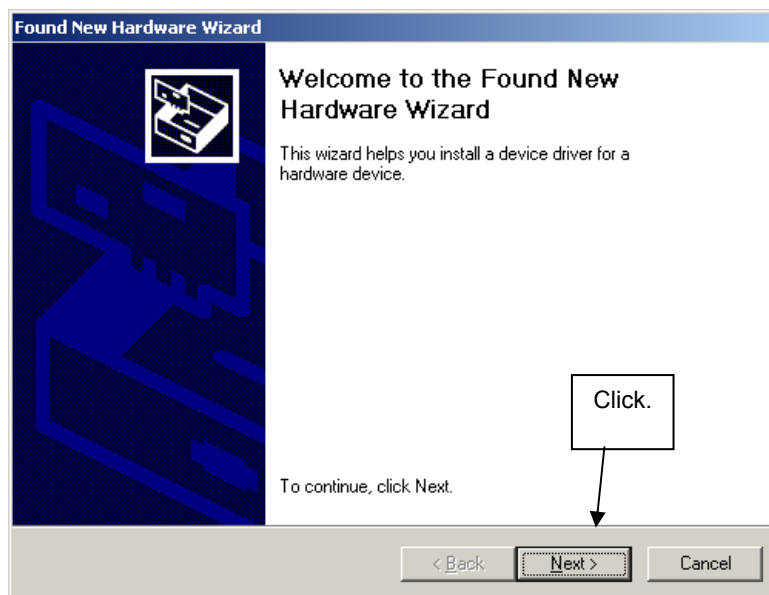 Found New Hardware Wizard
Welcome to the Found New
Hardware Wizard
This wizard helps you install a device driver for a
hardware device.
Click.
To continue, click Next.
< Back
Next >
Cancel